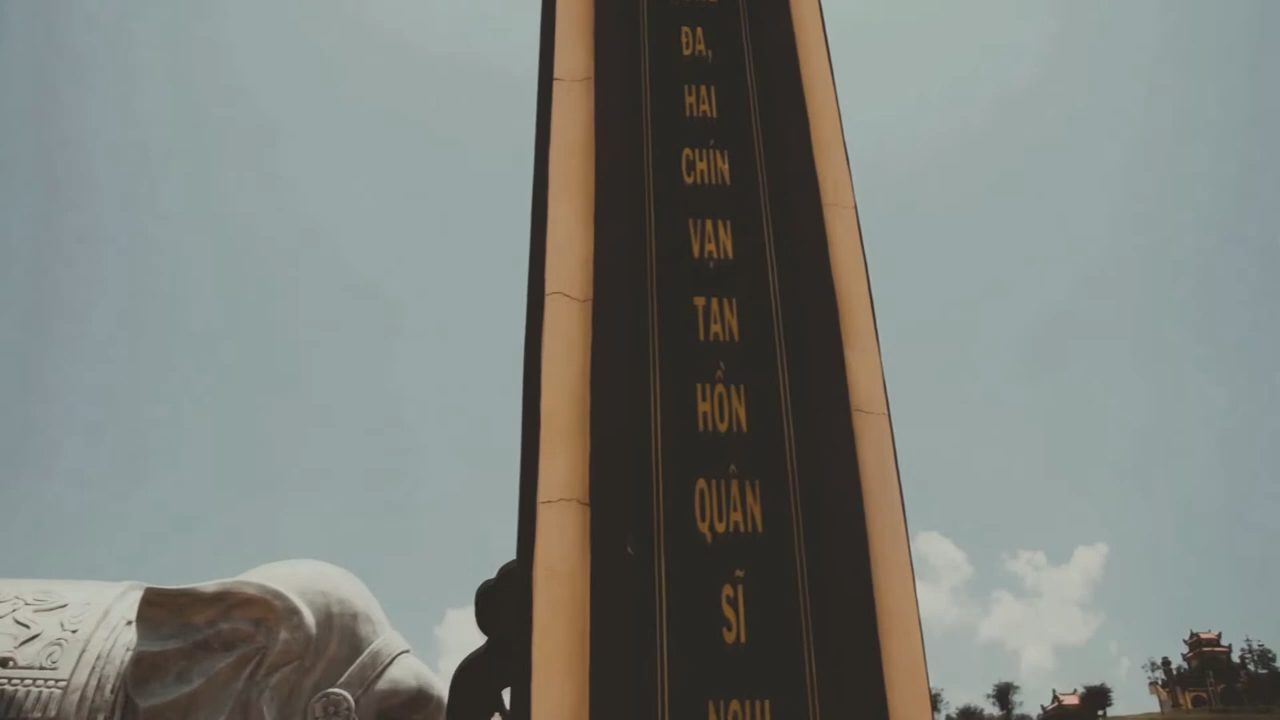 ĐA,
HAI
CHÍN
VẠN
TAN
HỒN
QUÂN
SĨ